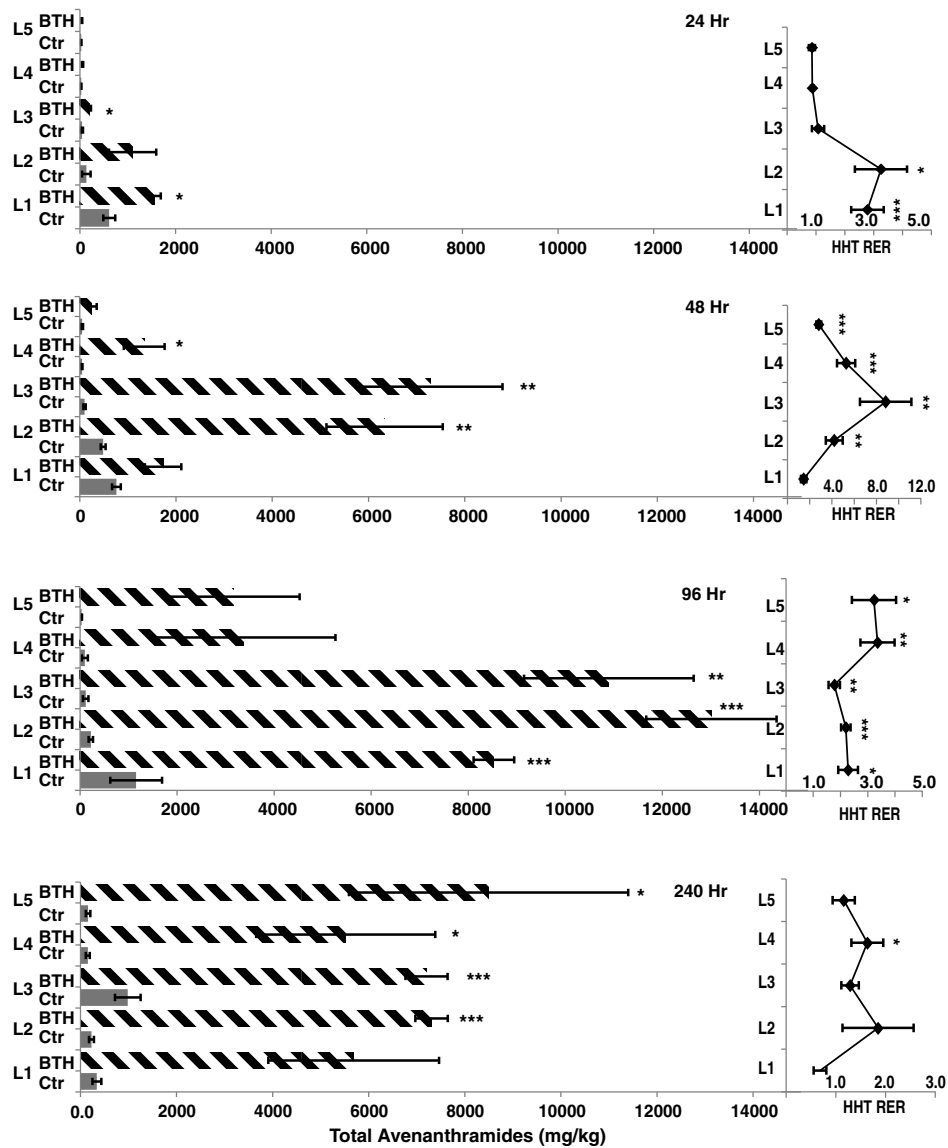 24 Hr
L5 BTH
Ctr
L4 BTH
Ctr
L3 BTH *
Ctr
L2 BTH
Ctr
L1 BTH *
Ctr
0 2000 4000 6000 8000 10000 12000 14000
L5
L4
L3
L2 *
L1 ***
1.0 3.0 5.0
HHT RER
48 Hr
L5 BTH
Ctr
L4 BTH *
Ctr
L3 BTH **
Ctr
L2 BTH **
Ctr
L1 BTH
Ctr
0 2000 4000 6000 8000 10000 12000 14000
L5 ***
L4 ***
L3 **
L2 **
L1
4.0 8.0 12.0
HHT RER
96 Hr
L5 BTH
Ctr
L4 BTH
Ctr
L3 BTH **
Ctr
L2 BTH ***
Ctr
L1 BTH ***
Ctr
0 2000 4000 6000 8000 10000 12000 14000
L5 *
L4 **
L3 **
L2 ***
L1 *
1.0 3.0 5.0
HHT RER
240 Hr
L5 BTH *
Ctr
L4 BTH *
Ctr
L3 BTH ***
Ctr
L2 BTH ***
Ctr
L1 BTH
Ctr
0.0 2000 4000 6000 8000 10000 12000 14000
Total Avenanthramides (mg/kg)
L5
L4 *
L3
L2
L1
1.0 2.0 3.0
HHT RER